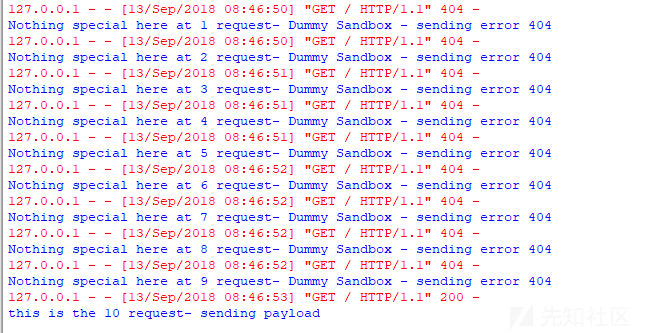 127.0.0.1 - - [13/Sep/2018 08:46:50] "GET / HTTP/1.1" 404 -
Nothing special here at 1 request- Dummy Sandbox - sending error 404
127.0.0.1 - - [13/Sep/2018 08:46:50] "GET / HTTP/1.1" 404 -
Nothing special here at 2 request- Dummy Sandbox - sending error 404
127.0.0.1 - - [13/Sep/2018 08:46:51] "GET / HTTP/1.1" 404 -
Nothing special here at 3 request- Dummy Sandbox - sending error 404
127.0.0.1 - - [13/Sep/2018 08:46:51] "GET / HTTP/1.1" 404 -
Nothing special here at 4 request- Dummy Sandbox - sending error 404
127.0.0.1 - - [13/Sep/2018 08:46:51] "GET / HTTP/1.1" 404 -
Nothing special here at 5 request- Dummy Sandbox - sending error 404
127.0.0.1 - - [13/Sep/2018 08:46:52] "GET / HTTP/1.1" 404 -
Nothing special here at 6 request- Dummy Sandbox - sending error 404
127.0.0.1 - - [13/Sep/2018 08:46:52] "GET / HTTP/1.1" 404 -
Nothing special here at 7 request- Dummy Sandbox - sending error 404
127.0.0.1 - - [13/Sep/2018 08:46:52] "GET / HTTP/1.1" 404 -
Nothing special here at 8 request- Dummy Sandbox - sending error 404
127.0.0.1 - - [13/Sep/2018 08:46:52] "GET / HTTP/1.1" 404 -
Nothing special here at 9 request- Dummy Sandbox - sending error 404
127.0.0.1 - - [13/Sep/2018 08:46:53] "GET / HTTP/1.1" 200 -
this is the 10 request- sending payload
先知社区